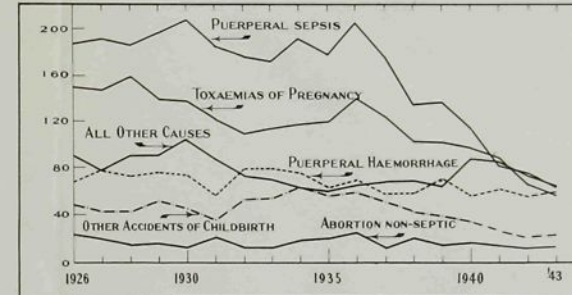 PUERPERAL SEPSIS
200
160
TOXAEMIAS OF PREGNANCY
120
ALL OTHER CAUSES
PUERPERAL HAEMORRHAGE
80
40
OTHER ACCIDENTS OF CHILDBIRTH
ABORTION NON-SEPTIC
0
1926 1930 1935 1940 '43